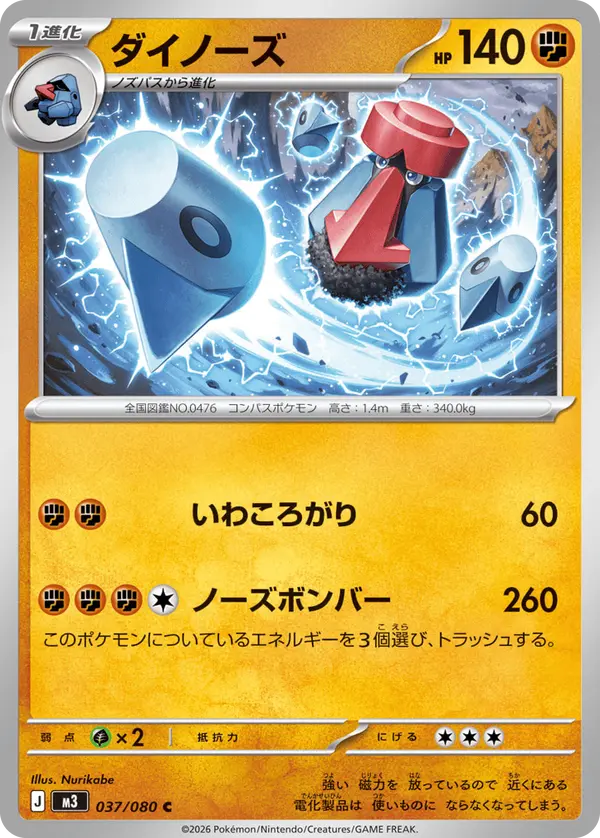 1進化
ダイノーズ
HP 140
ノズパスから進化
全国図鑑NO.0476 コンパスポケモン 高さ：1.4m 重さ：340.0kg
いわころがり 60
ノーズボンバー 260
このポケモンについているエネルギーを3個選び、トラッシュする。
弱点 ×2 抵抗力 にげる
Illus. Nurikabe
J m3 037/080 C
強い 磁力を 放っているので 近くにある
電化製品は 使いものに ならなくなってしまう。
©2026 Pokémon/Nintendo/Creatures/GAME FREAK.